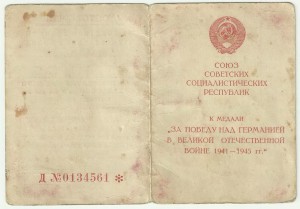 Д №0134561 *
СОЮЗ
СОВЕТСКИХ
СОЦИАЛИСТИЧЕСКИХ
РЕСПУБЛИК
К МЕДАЛИ
"ЗА ПОБЕДУ НАД ГЕРМАНИЕЙ
В ВЕЛИКОЙ ОТЕЧЕСТВЕННОЙ
ВОЙНЕ 1941—1945 гг."